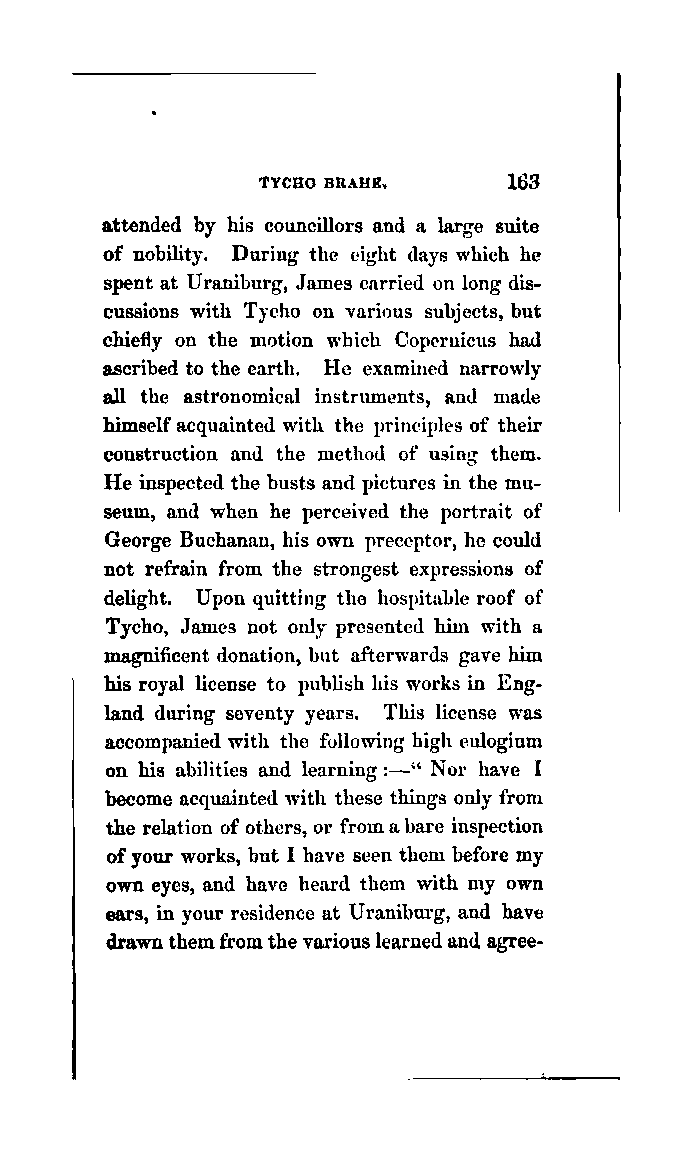 TYCHO BRAHE. 163
attended by his councillors and a large suite
of nobility. During the eight days which he
spent at Uraniburg, James carried on long dis-
cussions with Tycho on various subjects, but
chiefly on the motion which Copernicus had
ascribed to the earth. He examined narrowly
all the astronomical instruments, and made
himself acquainted with the principles of their
construction and the method of using them.
He inspected the busts and pictures in the mu-
seum, and when he perceived the portrait of
George Buchanan, his own preceptor, he could
not refrain from the strongest expressions of
delight. Upon quitting the hospitable roof of
Tycho, James not only presented him with a
magnificent donation, but afterwards gave him
his royal license to publish his works in Eng-
land during seventy years. This license was
accompanied with the following high eulogium
on his abilities and learning:—“ Nor have I
become acquainted with these things only from
the relation of others, or from a bare inspection
of your works, but I have seen them before my
own eyes, and have heard them with my own
ears, in your residence at Uraniburg, and have
drawn them from the various learned and agree-